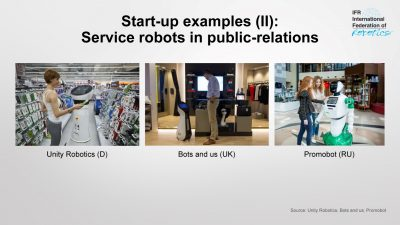 Start-up examples (II):
Service robots in public-relations
IFR
International
Federation of
Robotics
Unity Robotics (D)
Bots and us (UK)
Promobot (RU)
Source: Unity Robotics; Bots and us; Promobot